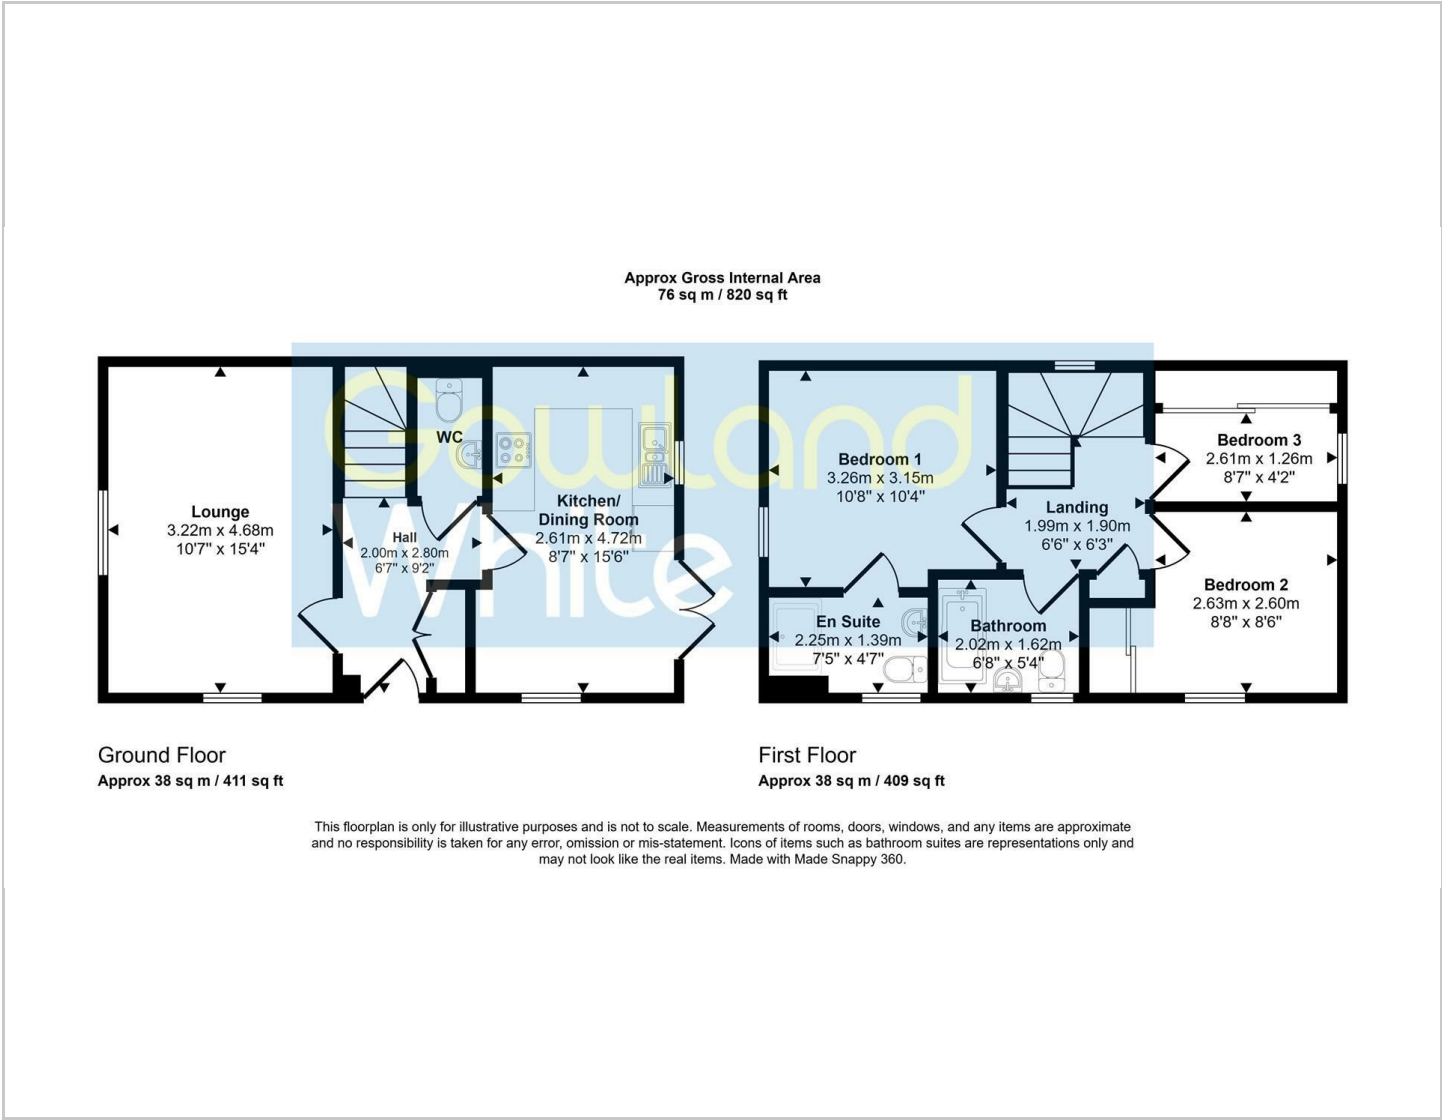 Approx Gross Internal Area
76 sq m / 820 sq ft
Gowland
White
Lounge
3.22m x 4.68m
10'7" x 15'4"
WC
Hall
2.00m x 2.80m
6'7" x 9'2"
Kitchen/
Dining Room
2.61m x 4.72m
8'7" x 15'6"
Bedroom 1
3.26m x 3.15m
10'8" x 10'4"
Landing
1.99m x 1.90m
6'6" x 6'3"
Bedroom 3
2.61m x 1.26m
8'7" x 4'2"
Bedroom 2
2.63m x 2.60m
8'8" x 8'6"
En Suite
2.25m x 1.39m
7'5" x 4'7"
Bathroom
2.02m x 1.62m
6'8" x 5'4"
Ground Floor
Approx 38 sq m / 411 sq ft
First Floor
Approx 38 sq m / 409 sq ft
This floorplan is only for illustrative purposes and is not to scale. Measurements of rooms, doors, windows, and any items are approximate
and no responsibility is taken for any error, omission or mis-statement. Icons of items such as bathroom suites are representations only and
may not look like the real items. Made with Made Snappy 360.